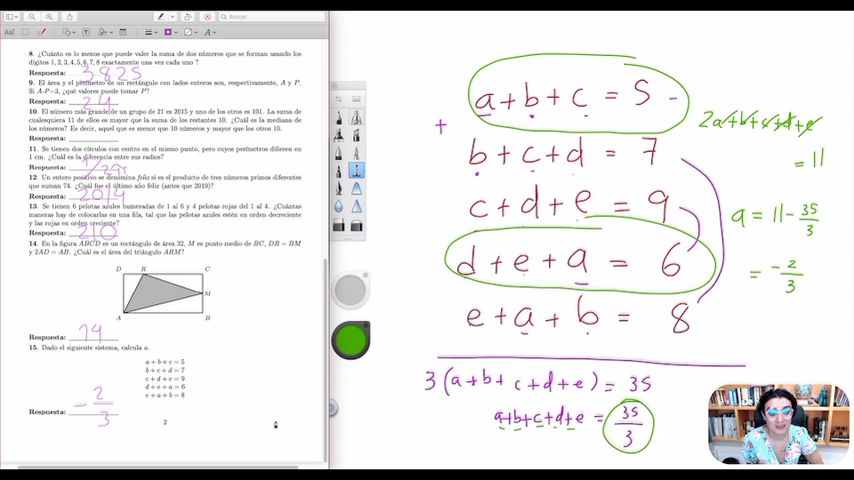 Buscar
8. ¿Cuánto es lo menos que puede valer la suma de dos números que se forman usando los
dígitos 1, 2, 3, 4, 5, 6, 7, 8 exactamente una vez cada uno ?
Respuesta: 3825
9. El área y el perímetro de un rectángulo con lados enteros son, respectivamente, A y P.
Si A-P=3, ¿qué valores puede tomar P?
Respuesta: 24
10. El número más grande de un grupo de 21 es 2015 y uno de los otros es 101. La suma de
cualesquiera 11 de ellos es mayor que la suma de los restantes 10. ¿Cuál es la mediana de
los números? Es decir, aquel que es menor que 10 números y mayor que los otros 10.
Respuesta:
11. Se tienen dos círculos con centro en el mismo punto, pero cuyos perímetros difieren en
1 cm. ¿Cuál es la diferencia entre sus radios?
Respuesta: 1/2π
12. Un entero positivo se denomina feliz si es el producto de tres números primos diferentes
que suman 74. ¿Cuál fue el último año feliz (antes que 2019)?
Respuesta: 2014
13. Se tienen 6 pelotas azules numeradas de 1 al 6 y 4 pelotas rojas del 1 al 4. ¿Cuántas
maneras hay de colocarlas en una fila, tal que las pelotas azules estén en orden decreciente
y las rojas en orden creciente?
Respuesta: 210
14. En la figura ABCD es un rectángulo de área 32, M es punto medio de BC, DR = BM
y 2AD = AB. ¿Cuál es el área del triángulo ARM?
D R C
M
A B
Respuesta: 14
15. Dado el siguiente sistema, calcula a.
a + b + c = 5
b + c + d = 7
c + d + e = 9
d + e + a = 6
e + a + b = 8
Respuesta: -2/3
2
a+b+c = 5
+
b+c+d = 7
c+d+e = 9
d+e+a = 6
e+a+b = 8
3(a+b+c+d+e) = 35
a+b+c+d+e = 35/3
2a+b+c+d+e
= 11
a = 11 - 35/3
= -2/3